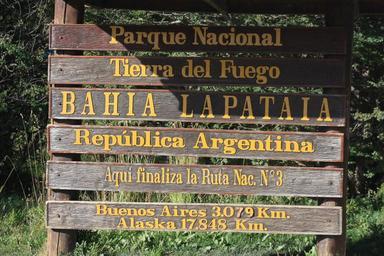 Parque Nacional
Tierra del Fuego
BAHIA LAPATAIA
República Argentina
Aquí finaliza la Ruta Nac. N°3
Buenos Aires 3.079 Km.
Alaska 17.848 Km.